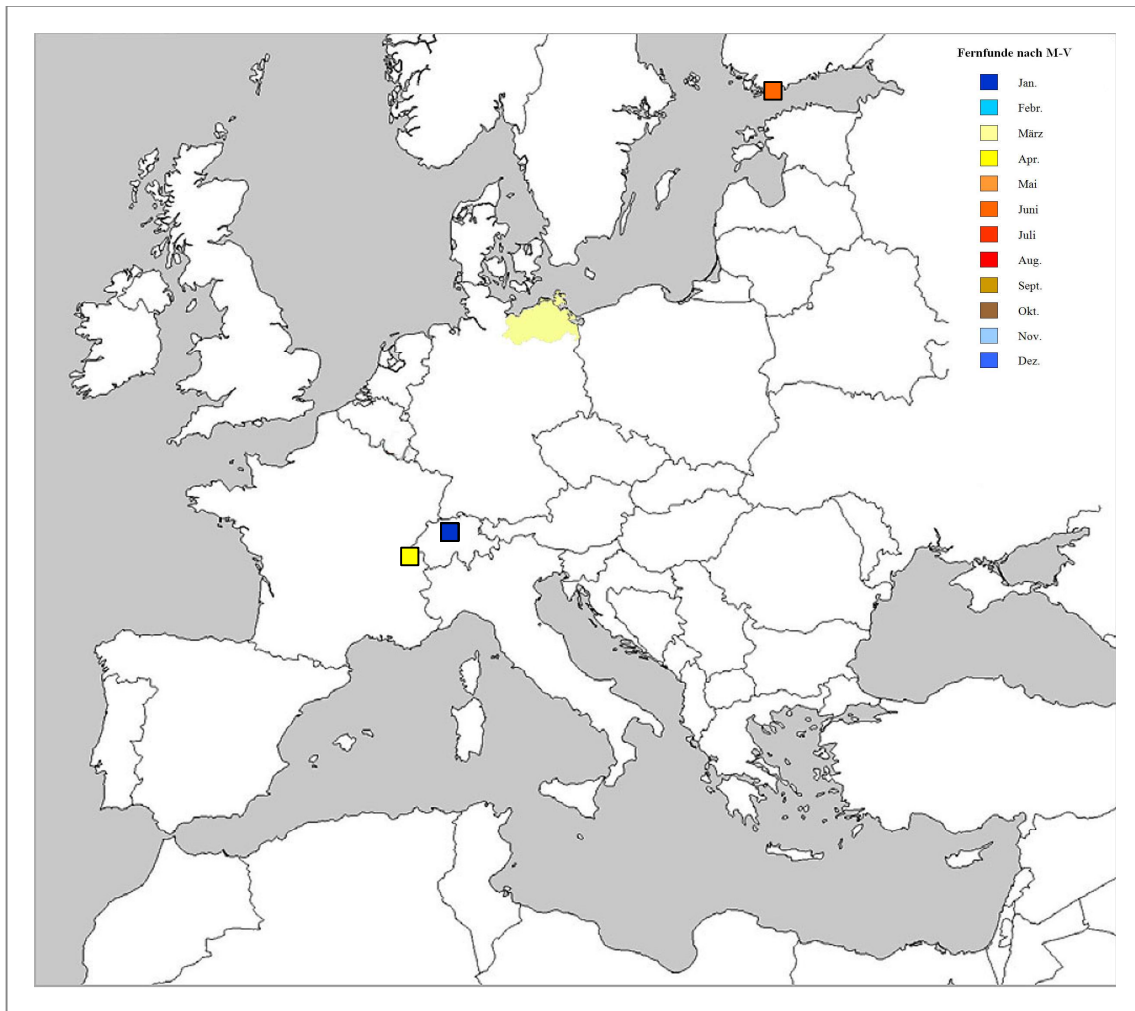 Fernfunde nach M-V
Jan.
Febr.
März
Apr.
Mai
Juni
Juli
Aug.
Sept.
Okt.
Nov.
Dez.